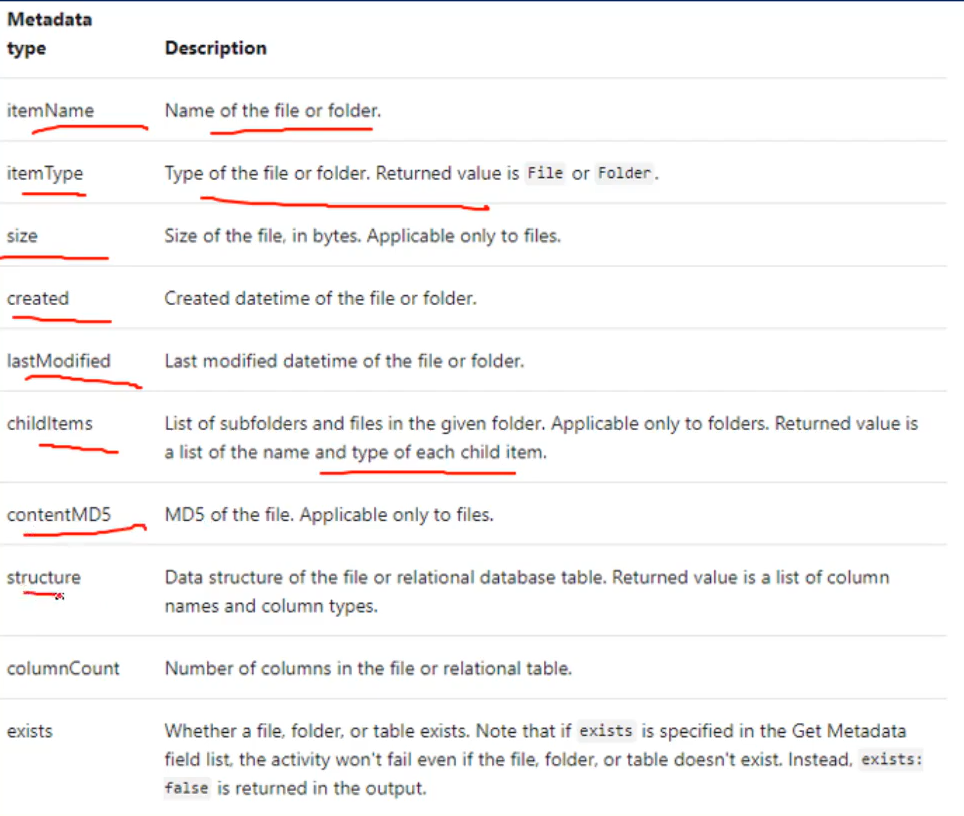 Metadata
type Description
itemName Name of the file or folder.
itemType Type of the file or folder. Returned value is File or Folder.
size Size of the file, in bytes. Applicable only to files.
created Created datetime of the file or folder.
lastModified Last modified datetime of the file or folder.
childItems List of subfolders and files in the given folder. Applicable only to folders. Returned value is
a list of the name and type of each child item.
contentMD5 MD5 of the file. Applicable only to files.
structure Data structure of the file or relational database table. Returned value is a list of column
names and column types.
columnCount Number of columns in the file or relational table.
exists Whether a file, folder, or table exists. Note that if exists is specified in the Get Metadata
field list, the activity won't fail even if the file, folder, or table doesn't exist. Instead, exists:
false is returned in the output.